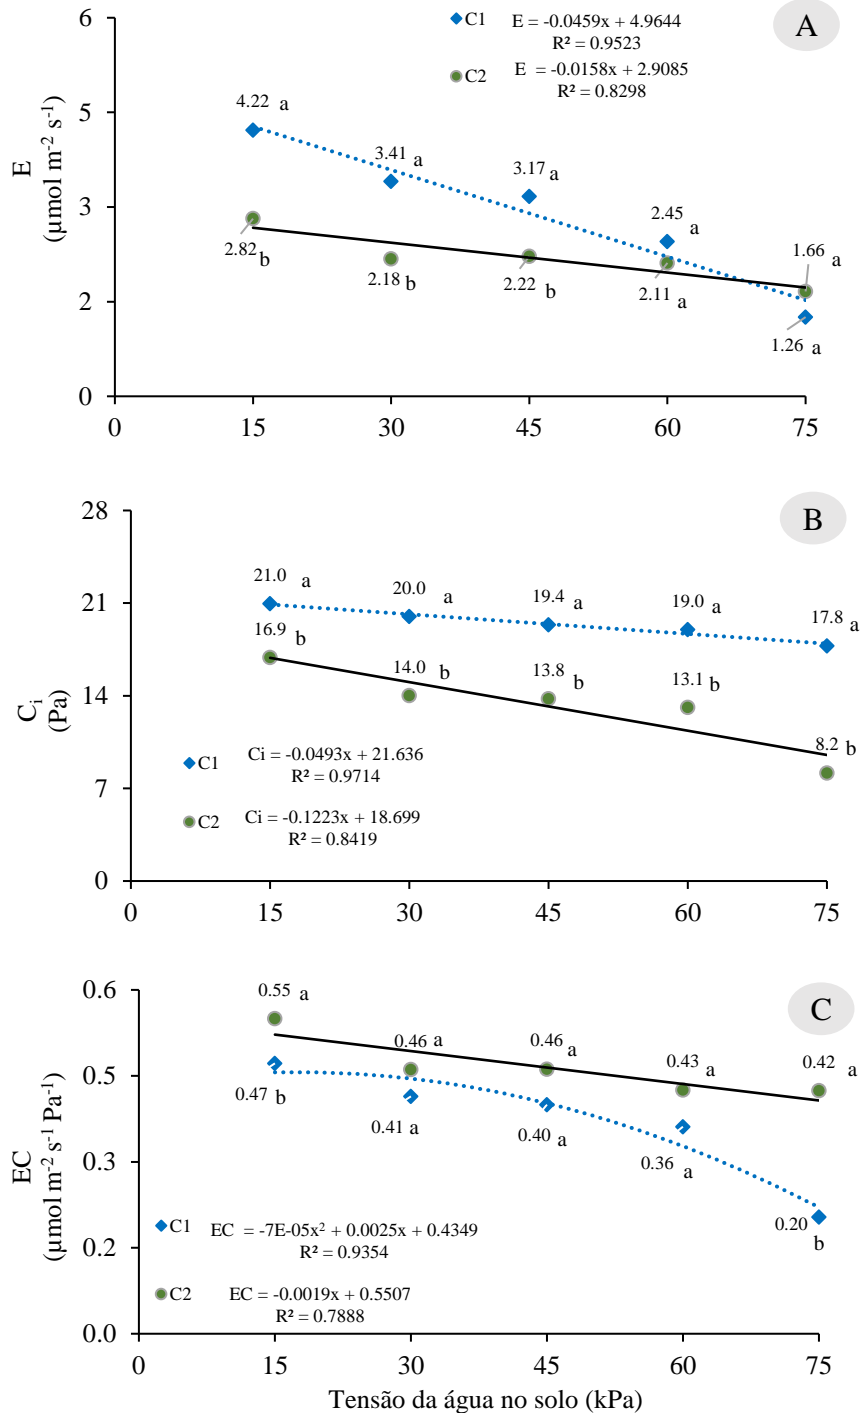 A
C1 E = -0.0459x + 4.9644
R² = 0.9523
C2 E = -0.0158x + 2.9085
R² = 0.8298
6
5
3
2
0
E
(µmol m⁻² s⁻¹)
4.22 a
3.41 a
3.17 a
2.45 a
1.66 a
2.82 b
2.18 b
2.22 b
2.11 a
1.26 a
0 15 30 45 60 75
B
28
21
14
7
0
Cᵢ
(Pa)
21.0 a
20.0 a
19.4 a
19.0 a
17.8 a
16.9 b
14.0 b
13.8 b
13.1 b
8.2 b
C1 Ci = -0.0493x + 21.636
R² = 0.9714
C2 Ci = -0.1223x + 18.699
R² = 0.8419
0 15 30 45 60 75
C
0.6
0.5
0.3
0.2
0.0
EC
(µmol m⁻² s⁻¹ Pa⁻¹)
0.55 a
0.46 a
0.46 a
0.43 a
0.42 a
0.47 b
0.41 a
0.40 a
0.36 a
0.20 b
C1 EC = -7E-05x² + 0.0025x + 0.4349
R² = 0.9354
C2 EC = -0.0019x + 0.5507
R² = 0.7888
0 15 30 45 60 75
Tensão da água no solo (kPa)